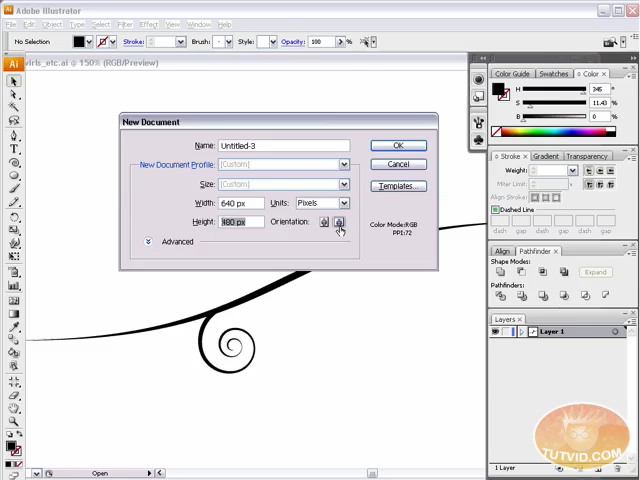 Adobe Illustrator
File Edit Object Type Select Filter Effect View Window Help
No Selection Stroke: Brush: Style: Opacity: 100
virls_etc.ai @ 150% (RGB/Preview)
Ai
New Document
Name: Untitled-3
OK
New Document Profile: [Custom]
Cancel
Size: [Custom]
Templates...
Width: 640 px Units: Pixels
Height: 480 px Orientation:
Color Mode:RGB
PPI:72
Advanced
Color Guide Swatches Color
H 345 °
S 11.43 %
B 0 %
Stroke Gradient Transparency
Weight:
Miter Limit:
Align Stroke:
Dashed Line
dash gap dash gap dash gap
Align Pathfinder
Shape Modes:
Expand
Pathfinders:
Layers
Layer 1
TUTVID.COM
1 Layer
Open